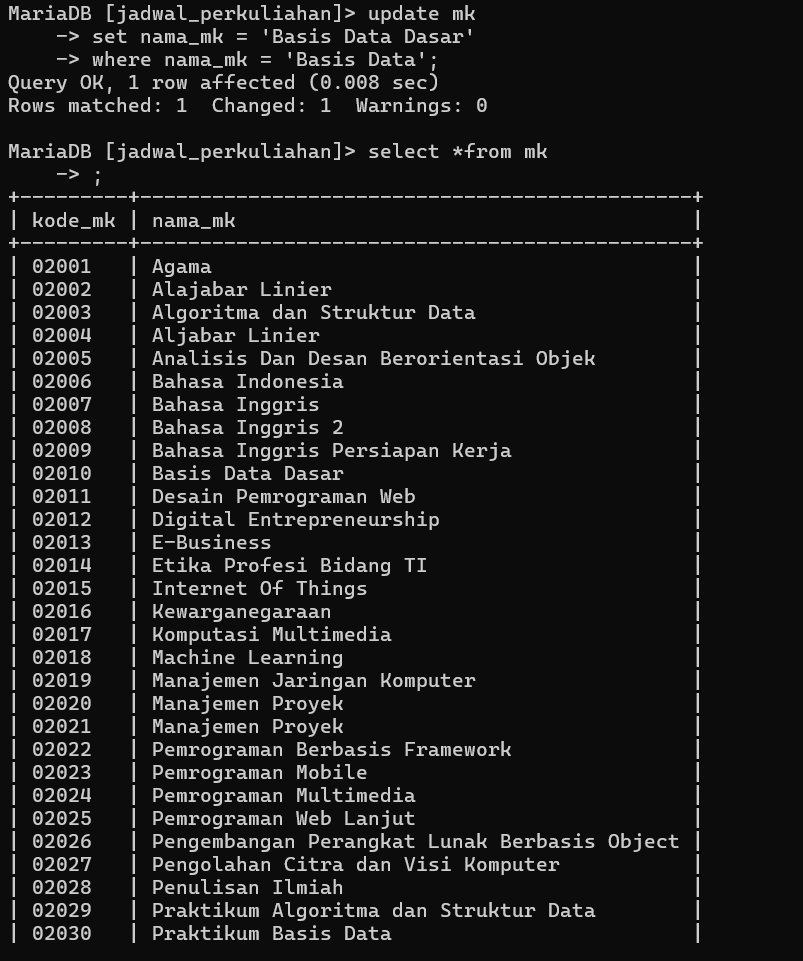 MariaDB [jadwal_perkuliahan]> update mk
    -> set nama_mk = 'Basis Data Dasar'
    -> where nama_mk = 'Basis Data';
Query OK, 1 row affected (0.008 sec)
Rows matched: 1  Changed: 1  Warnings: 0

MariaDB [jadwal_perkuliahan]> select *from mk
    -> ;
+---------+----------------------------------------------+
| kode_mk | nama_mk                                      |
+---------+----------------------------------------------+
| 02001   | Agama                                        |
| 02002   | Alajabar Linier                              |
| 02003   | Algoritma dan Struktur Data                  |
| 02004   | Aljabar Linier                               |
| 02005   | Analisis Dan Desan Berorientasi Objek        |
| 02006   | Bahasa Indonesia                             |
| 02007   | Bahasa Inggris                               |
| 02008   | Bahasa Inggris 2                             |
| 02009   | Bahasa Inggris Persiapan Kerja               |
| 02010   | Basis Data Dasar                             |
| 02011   | Desain Pemrograman Web                       |
| 02012   | Digital Entrepreneurship                     |
| 02013   | E-Business                                   |
| 02014   | Etika Profesi Bidang TI                      |
| 02015   | Internet Of Things                           |
| 02016   | Kewarganegaraan                              |
| 02017   | Komputasi Multimedia                         |
| 02018   | Machine Learning                             |
| 02019   | Manajemen Jaringan Komputer                  |
| 02020   | Manajemen Proyek                             |
| 02021   | Manajemen Proyek                             |
| 02022   | Pemrograman Berbasis Framework               |
| 02023   | Pemrograman Mobile                           |
| 02024   | Pemrograman Multimedia                       |
| 02025   | Pemrograman Web Lanjut                       |
| 02026   | Pengembangan Perangkat Lunak Berbasis Object |
| 02027   | Pengolahan Citra dan Visi Komputer           |
| 02028   | Penulisan Ilmiah                             |
| 02029   | Praktikum Algoritma dan Struktur Data        |
| 02030   | Praktikum Basis Data                         |